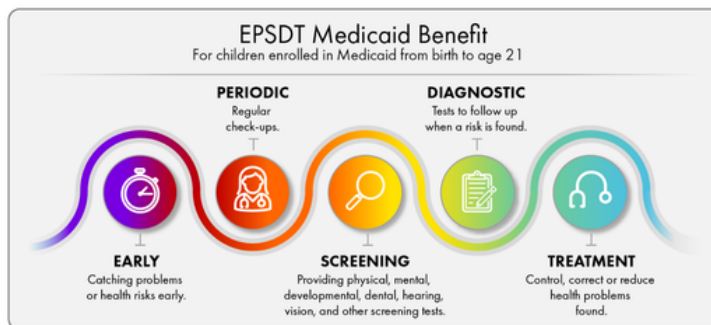 EPSDT Medicaid Benefit
For children enrolled in Medicaid from birth to age 21
EARLY
Catching problems
or health risks early.
PERIODIC
Regular
check-ups.
SCREENING
Providing physical, mental,
developmental, dental, hearing,
vision, and other screening tests.
DIAGNOSTIC
Tests to follow up
when a risk is found.
TREATMENT
Control, correct or reduce
health problems
found.